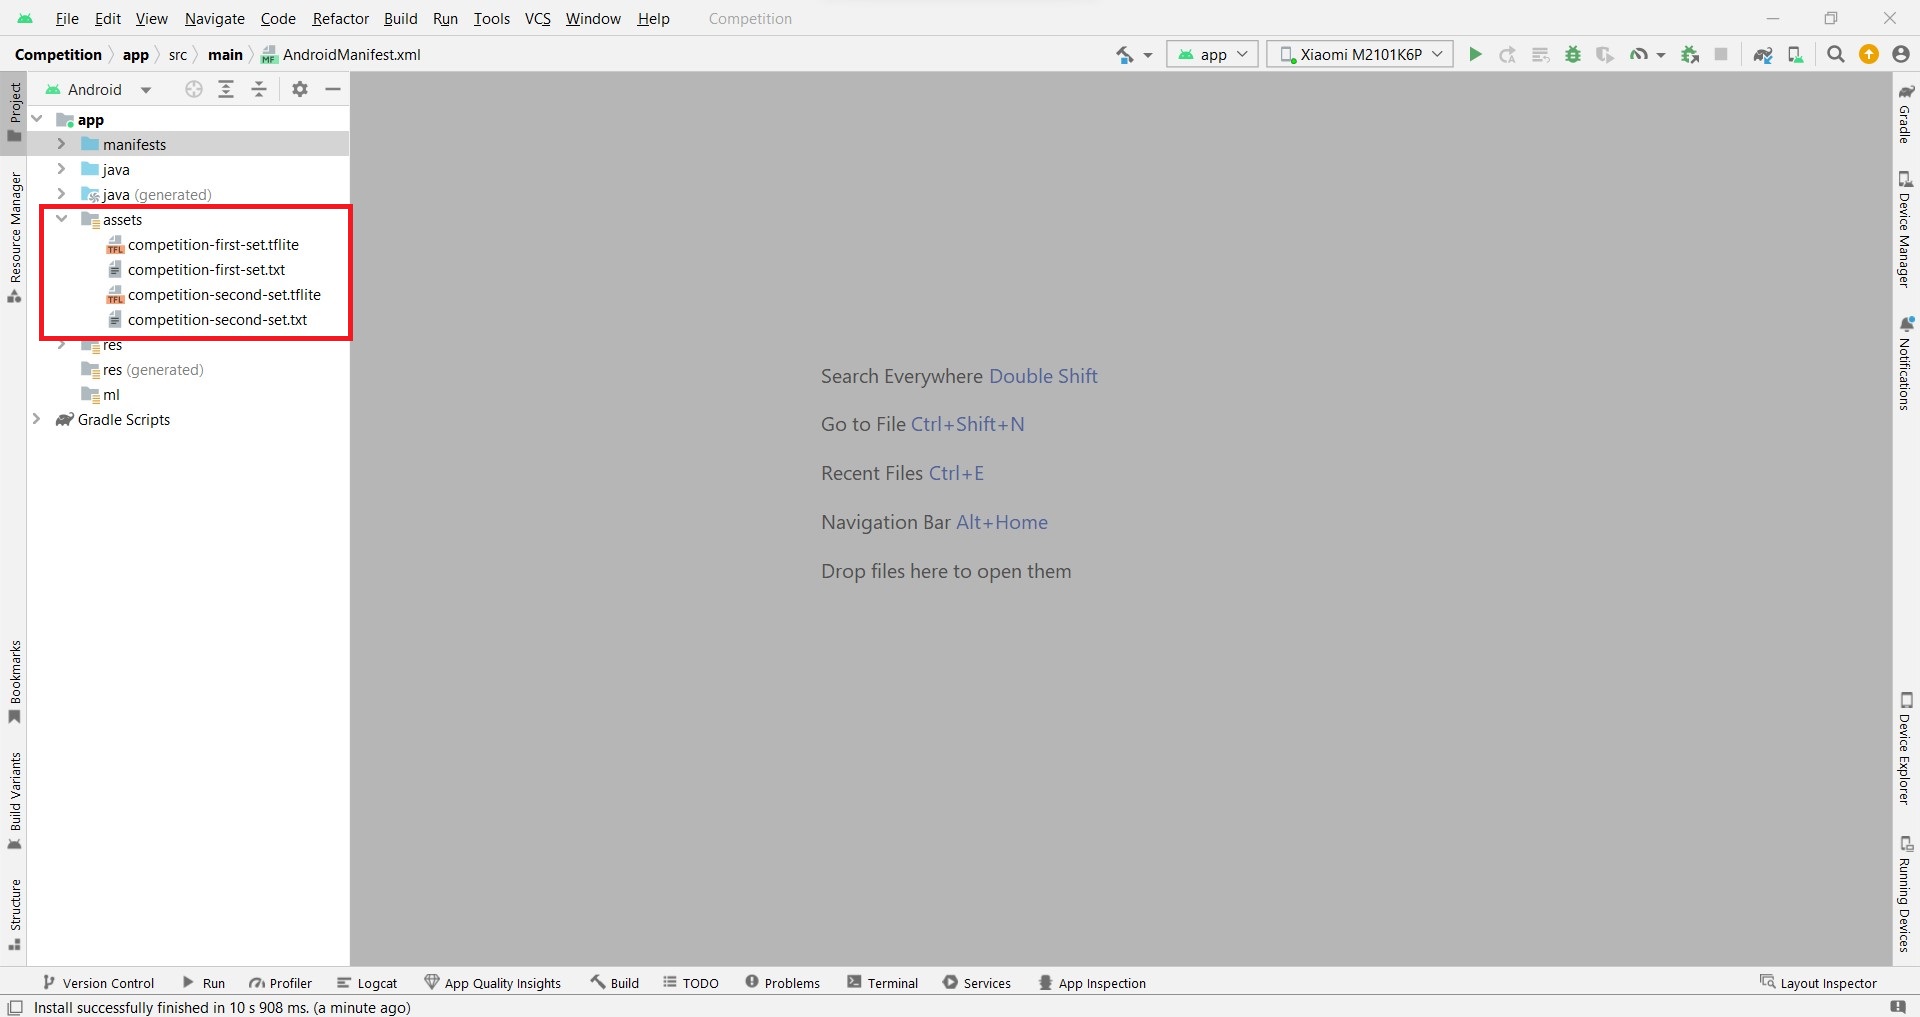 File Edit View Navigate Code Refactor Build Run Tools VCS Window Help Competition
Competition app src main AndroidManifest.xml app Xiaomi M2101K6P
Project
Android
app
manifests
java
java (generated)
assets
competition-first-set.tflite
competition-first-set.txt
competition-second-set.tflite
competition-second-set.txt
res
res (generated)
ml
Gradle Scripts
Resource Manager
Bookmarks
Build Variants
Structure
Search Everywhere Double Shift
Go to File Ctrl+Shift+N
Recent Files Ctrl+E
Navigation Bar Alt+Home
Drop files here to open them
Gradle
Device Manager
Notifications
Device Explorer
Running Devices
Version Control Run Profiler Logcat App Quality Insights Build TODO Problems Terminal Services App Inspection Layout Inspector
Install successfully finished in 10 s 908 ms. (a minute ago)